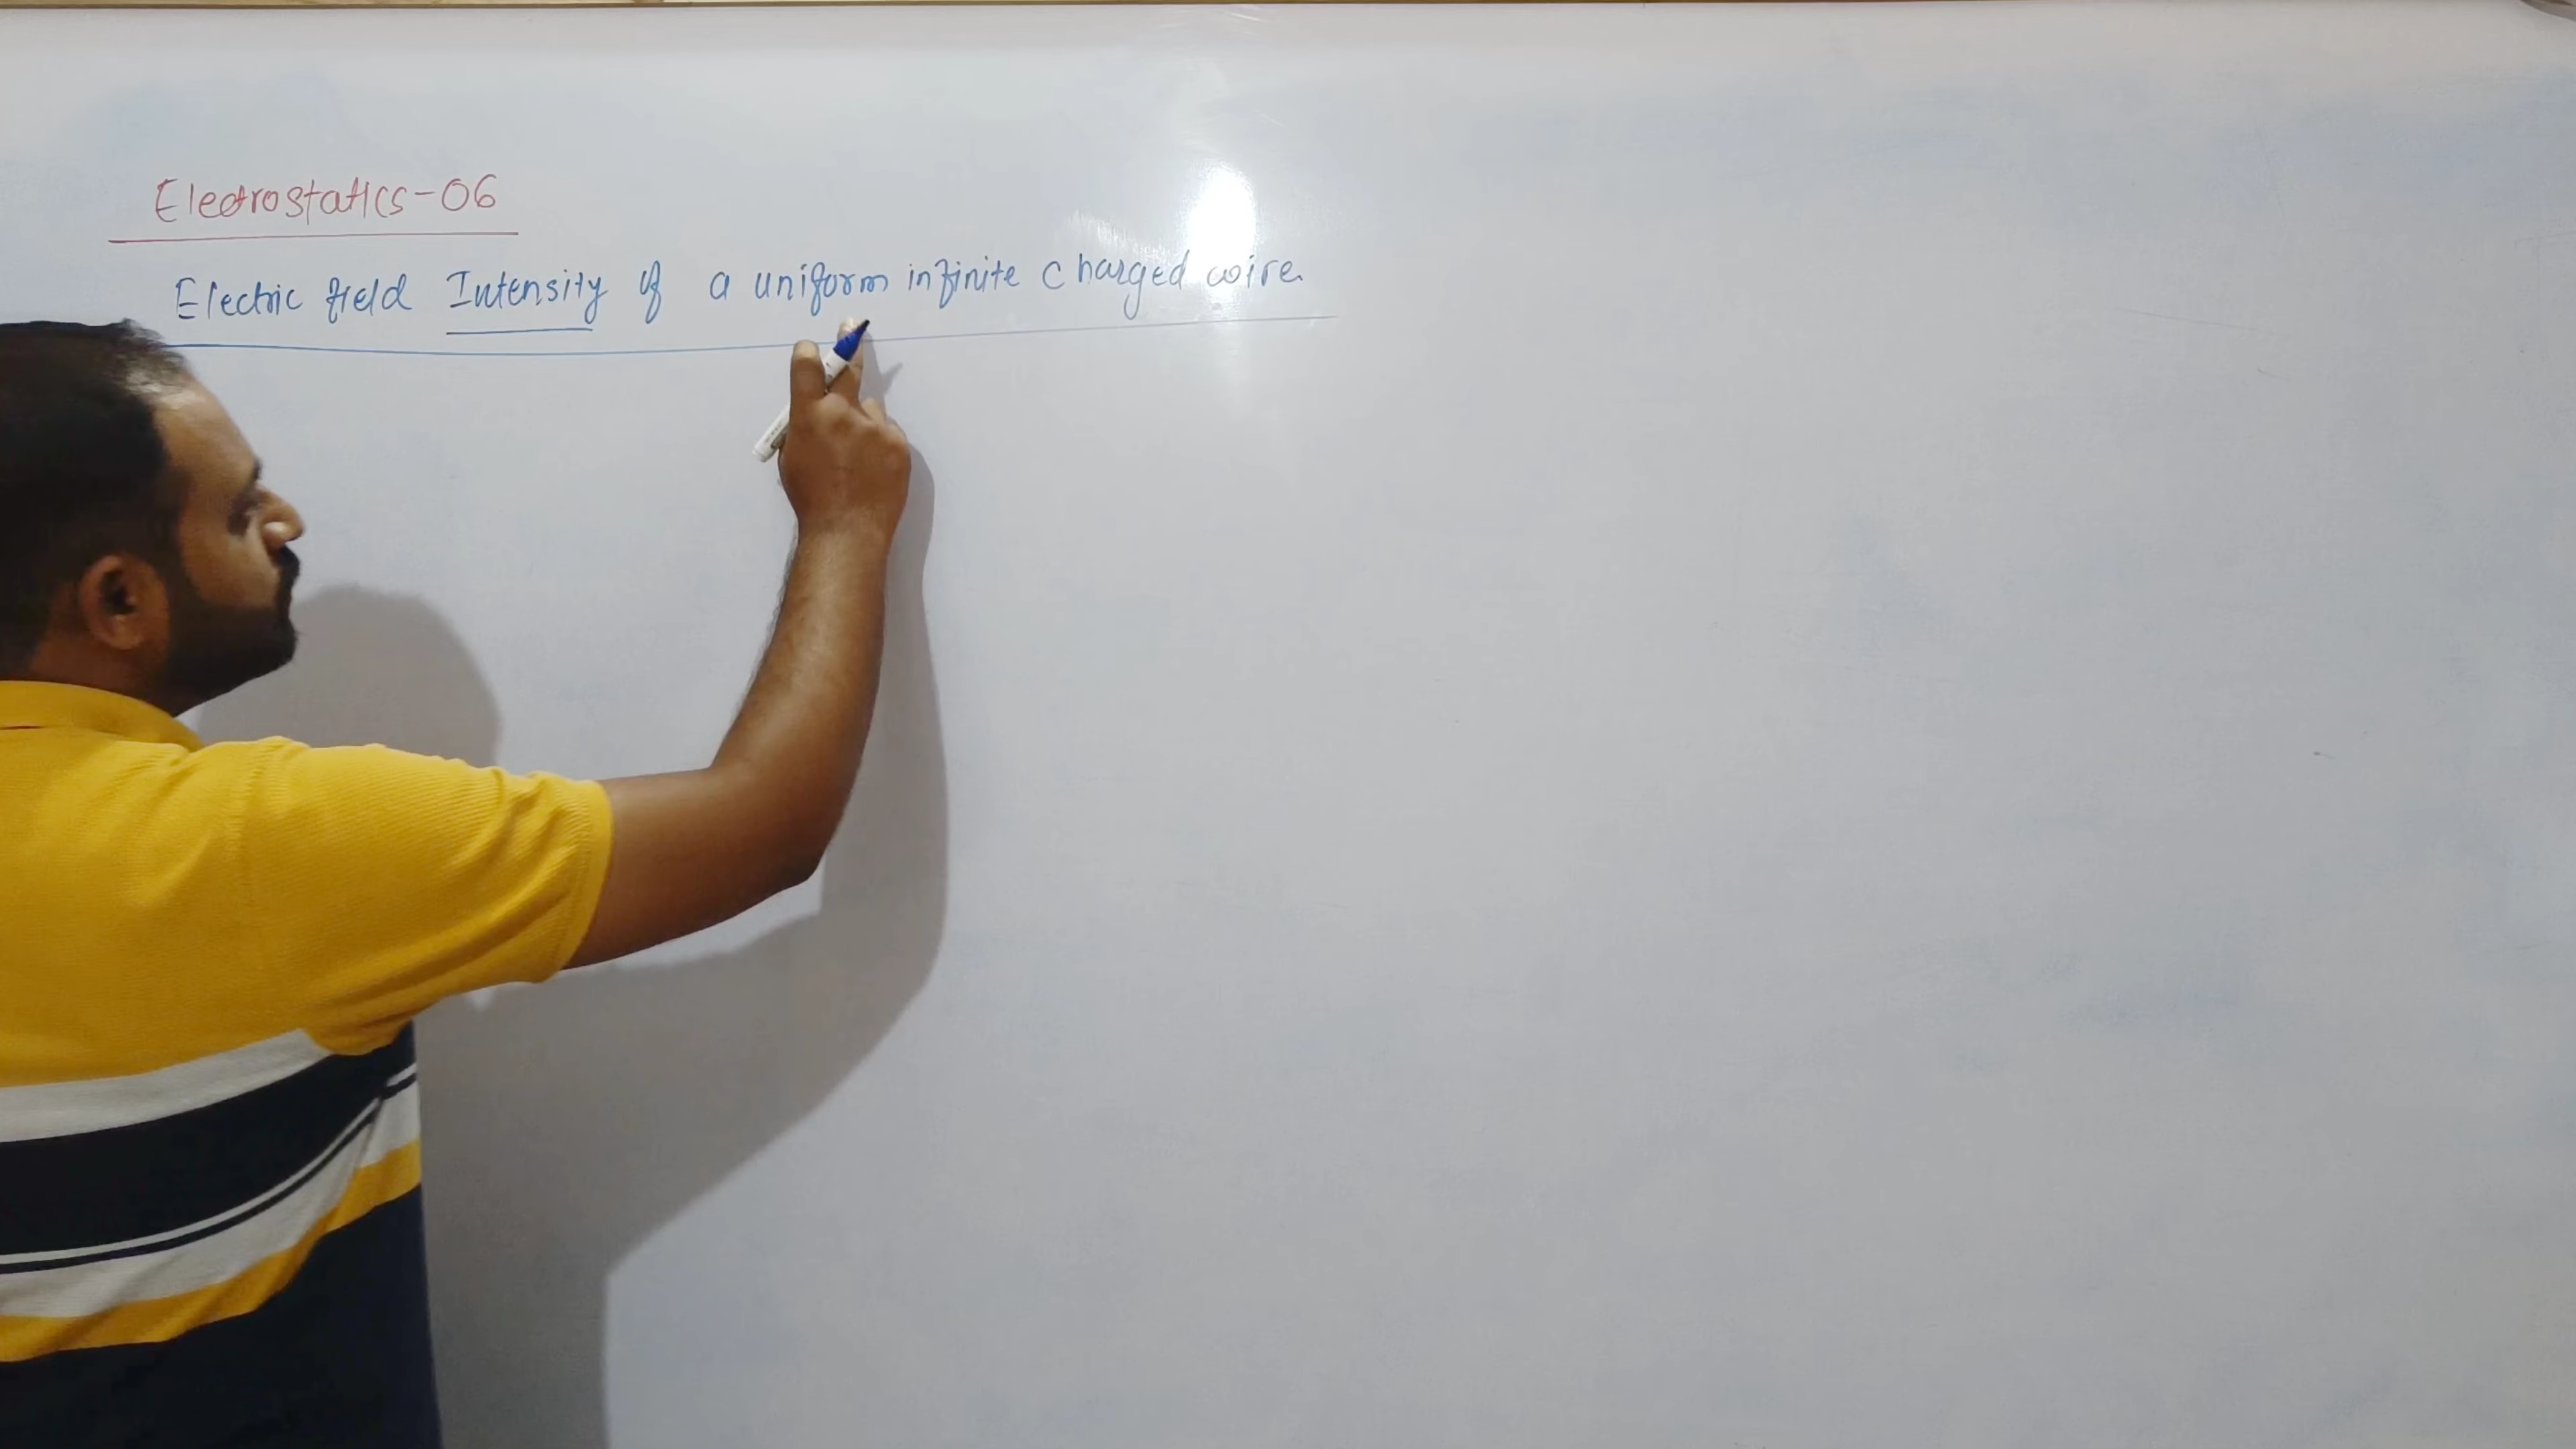 Electrostatics-06
Electric field Intensity of a uniform infinite charged wire.